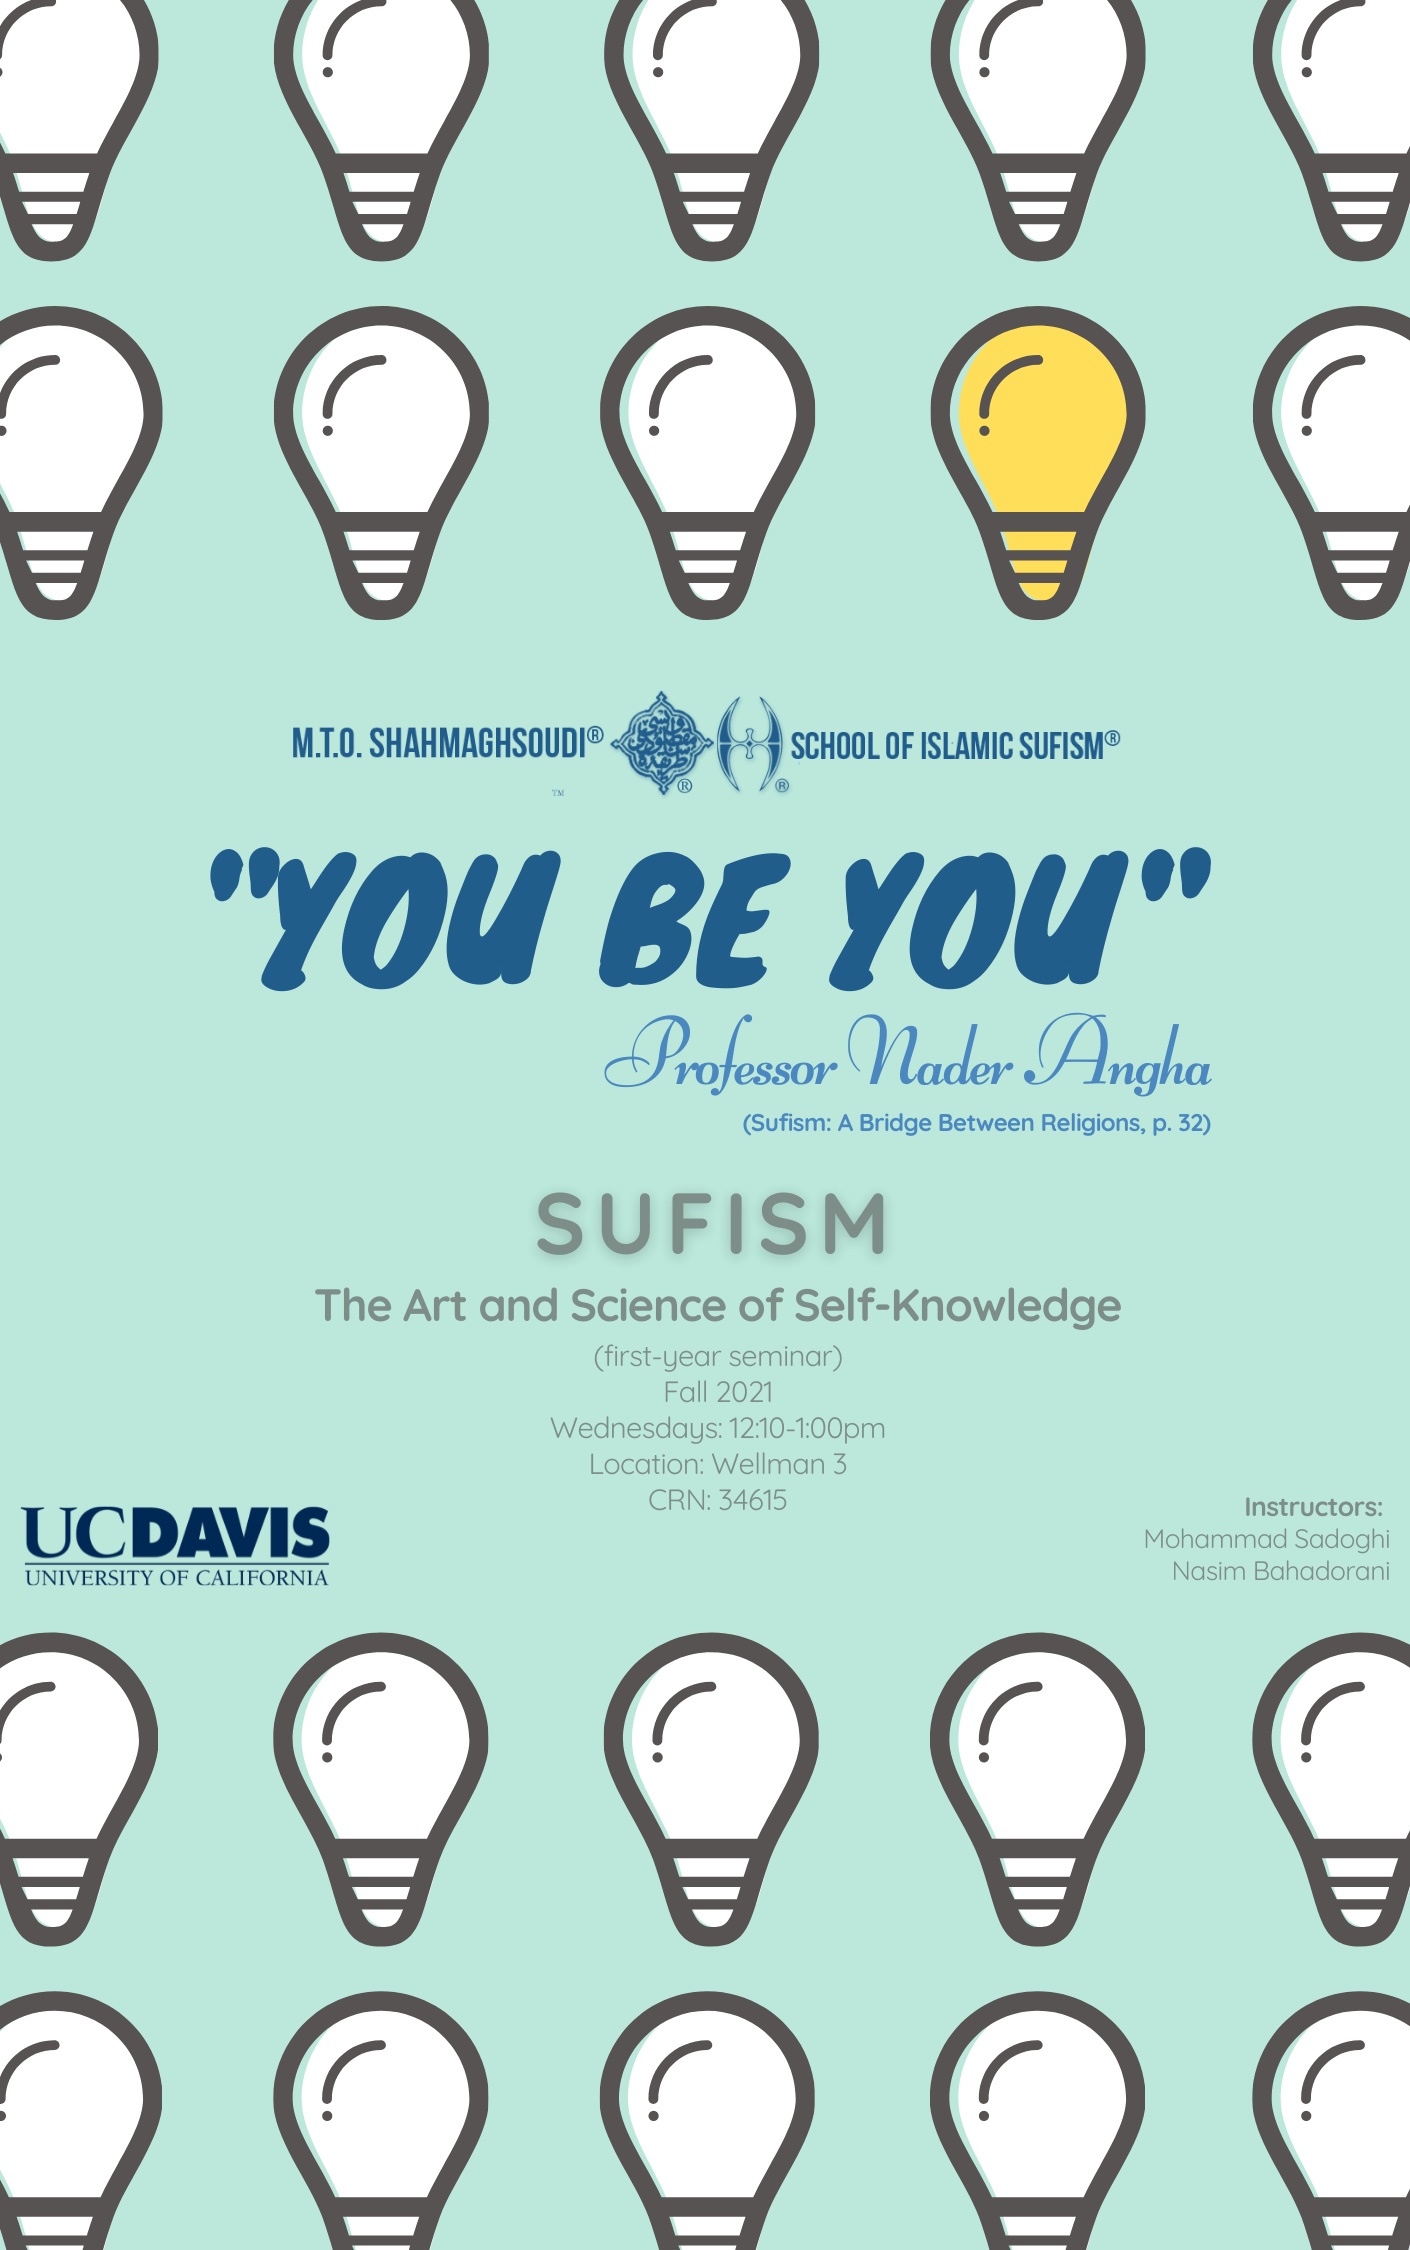 M.T.O. SHAHMAGHSOUDI® ® ® SCHOOL OF ISLAMIC SUFISM®
TM
"YOU BE YOU"
Professor Nader Angha
(Sufism: A Bridge Between Religions, p. 32)
SUFISM
The Art and Science of Self-Knowledge
(first-year seminar)
Fall 2021
Wednesdays: 12:10-1:00pm
Location: Wellman 3
CRN: 34615
UCDAVIS
UNIVERSITY OF CALIFORNIA
Instructors:
Mohammad Sadoghi
Nasim Bahadorani